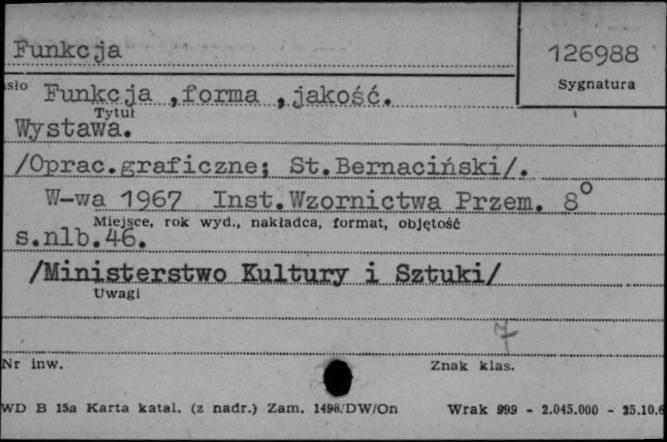 Funkcja
126988
Sygnatura
Funkcja ,forma ,jakość.
Tytuł
Wystawa.
/Oprac.graficzne; St.Bernaciński/.
W-wa 1967 Inst.Wzornictwa Przem. 8°
Miejsce, rok wyd., nakładca, format, objętość
s.nlb.46.
/Ministerstwo Kultury i Sztuki/
Uwagi
7
Nr inw.
Znak klas.
WD B 15a Karta katal. (z nadr.) Zam. 1498/DW/On Wrak 999 - 2.045.000 - 25.10.6